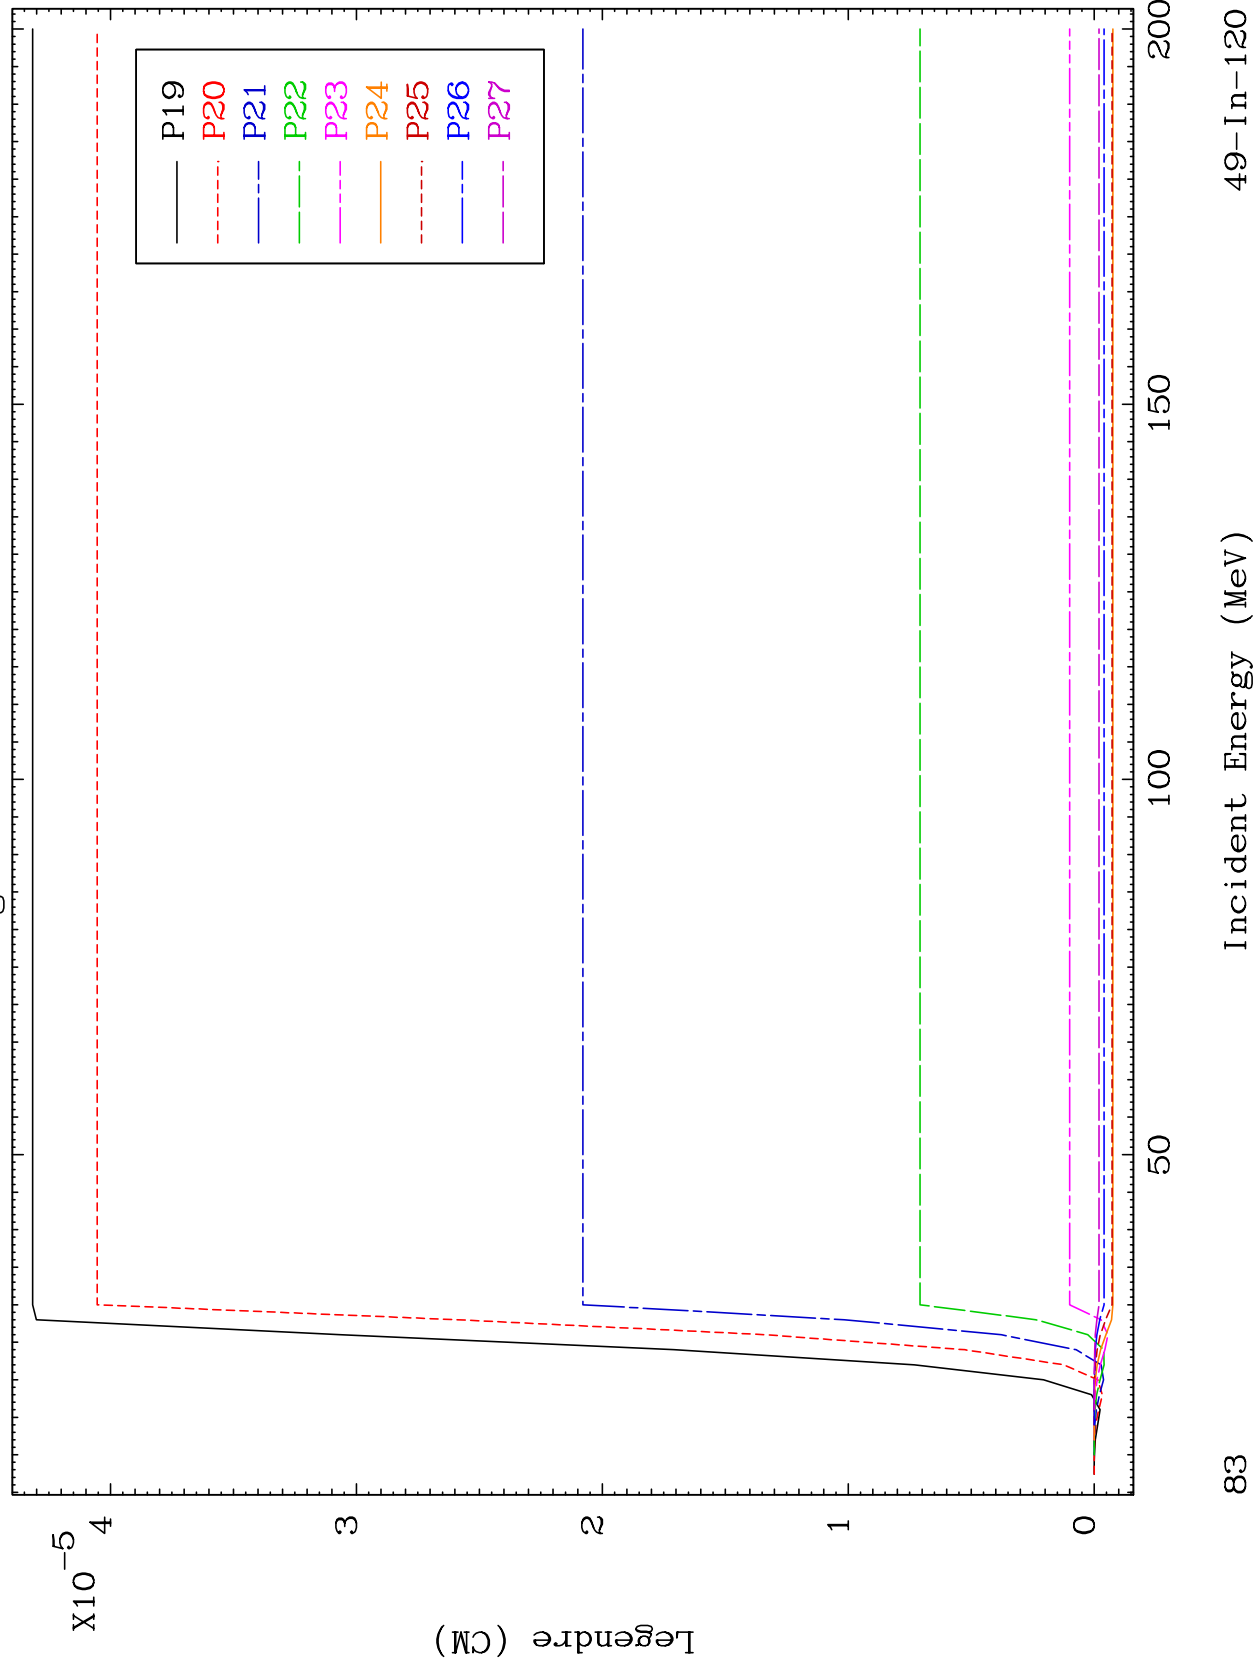 X10-5
4
3
2
1
0
Legendre (CM)
P19
P20
P21
P22
P23
P24
P25
P26
P27
50
100
150
200
Incident Energy (MeV)
83
49-In-120